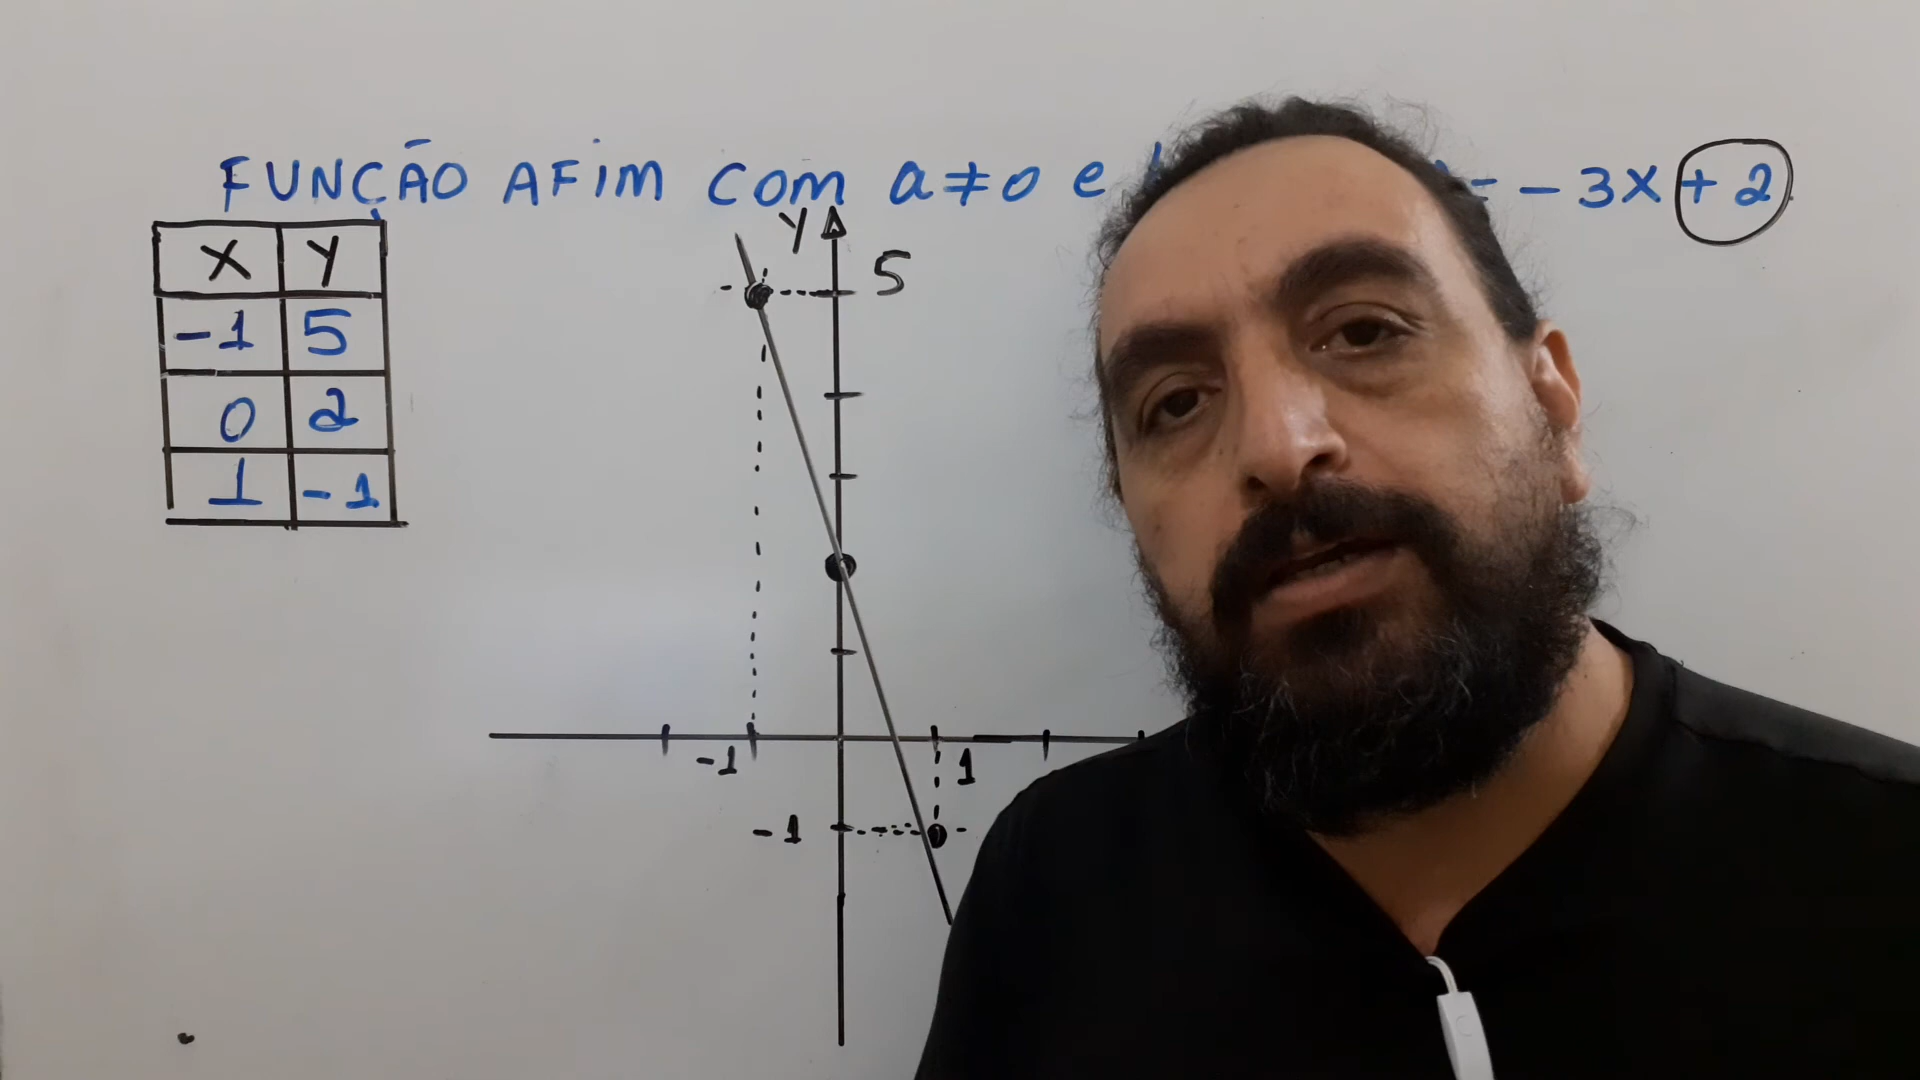 FUNÇÃO AFIM COM a≠0 e = -3X + 2
X Y
-1 5
0 2
1 -1
Y
5
-1 1
-1